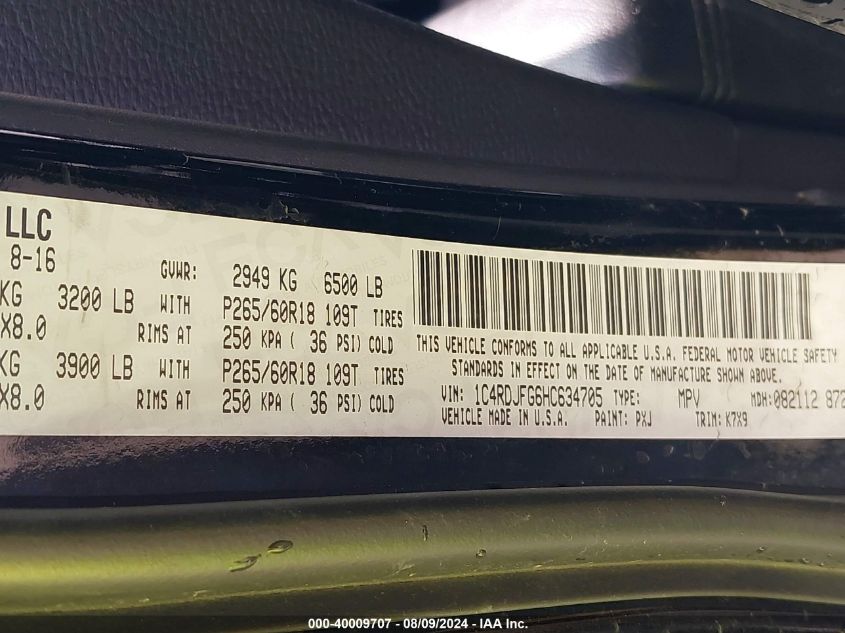 LLC
8-16 GVWR: 2949 KG 6500 LB
KG 3200 LB WITH P265/60R18 109T TIRES
X8.0 RIMS AT 250 KPA ( 36 PSI) COLD
KG 3900 LB WITH P265/60R18 109T TIRES
X8.0 RIMS AT 250 KPA ( 36 PSI) COLD
THIS VEHICLE CONFORMS TO ALL APPLICABLE U.S.A. FEDERAL MOTOR VEHICLE SAFETY
STANDARDS IN EFFECT ON THE DATE OF MANUFACTURE SHOWN ABOVE.
VIN: 1C4RDJFG6HC634705 TYPE: MPV MDH: 082112 872
VEHICLE MADE IN U.S.A. PAINT: PXJ TRIM: K7X9
000-40009707 - 08/09/2024 - IAA Inc.